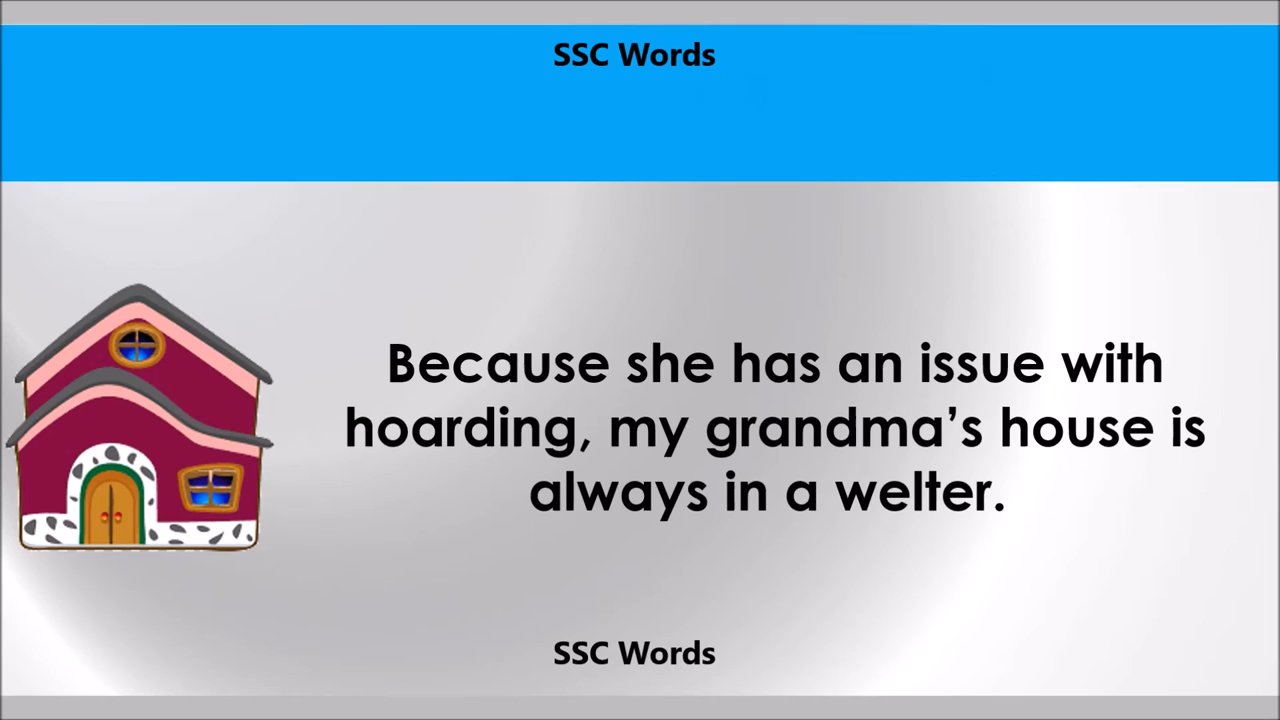 SSC Words
Because she has an issue with
hoarding, my grandma’s house is
always in a welter.
SSC Words